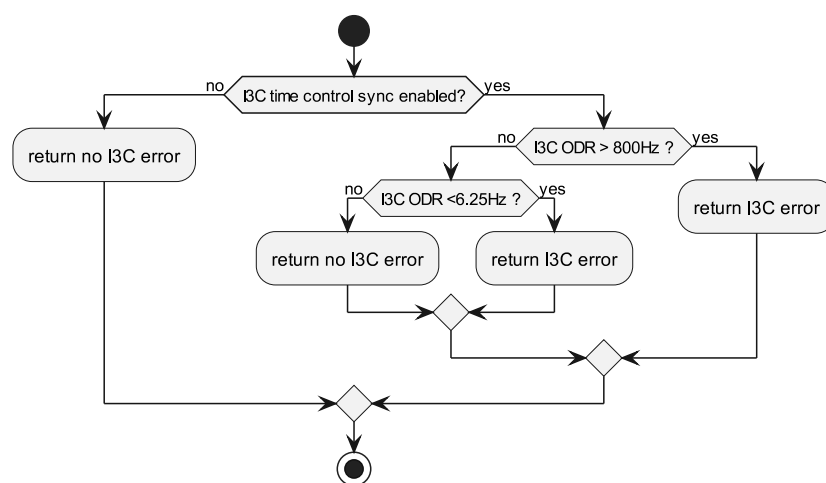 no
I3C time control sync enabled?
yes
return no I3C error
no
I3C ODR > 800Hz ?
yes
no
I3C ODR <6.25Hz ?
yes
return I3C error
return no I3C error
return I3C error